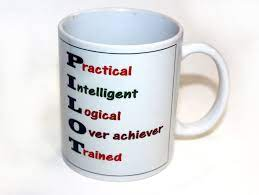 Practical
Intelligent
Logical
Over achiever
Trained